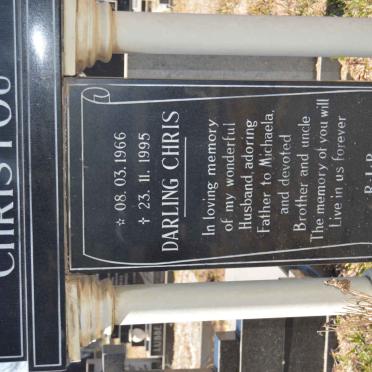 CHRISTOU
☆ 08. 03. 1966
✝ 23. 11. 1995
DARLING CHRIS
In loving memory
of my wonderful
Husband, adoring
Father to Michaela,
and devoted
Brother and uncle
The memory of you will
Live in us forever
R.I.P.